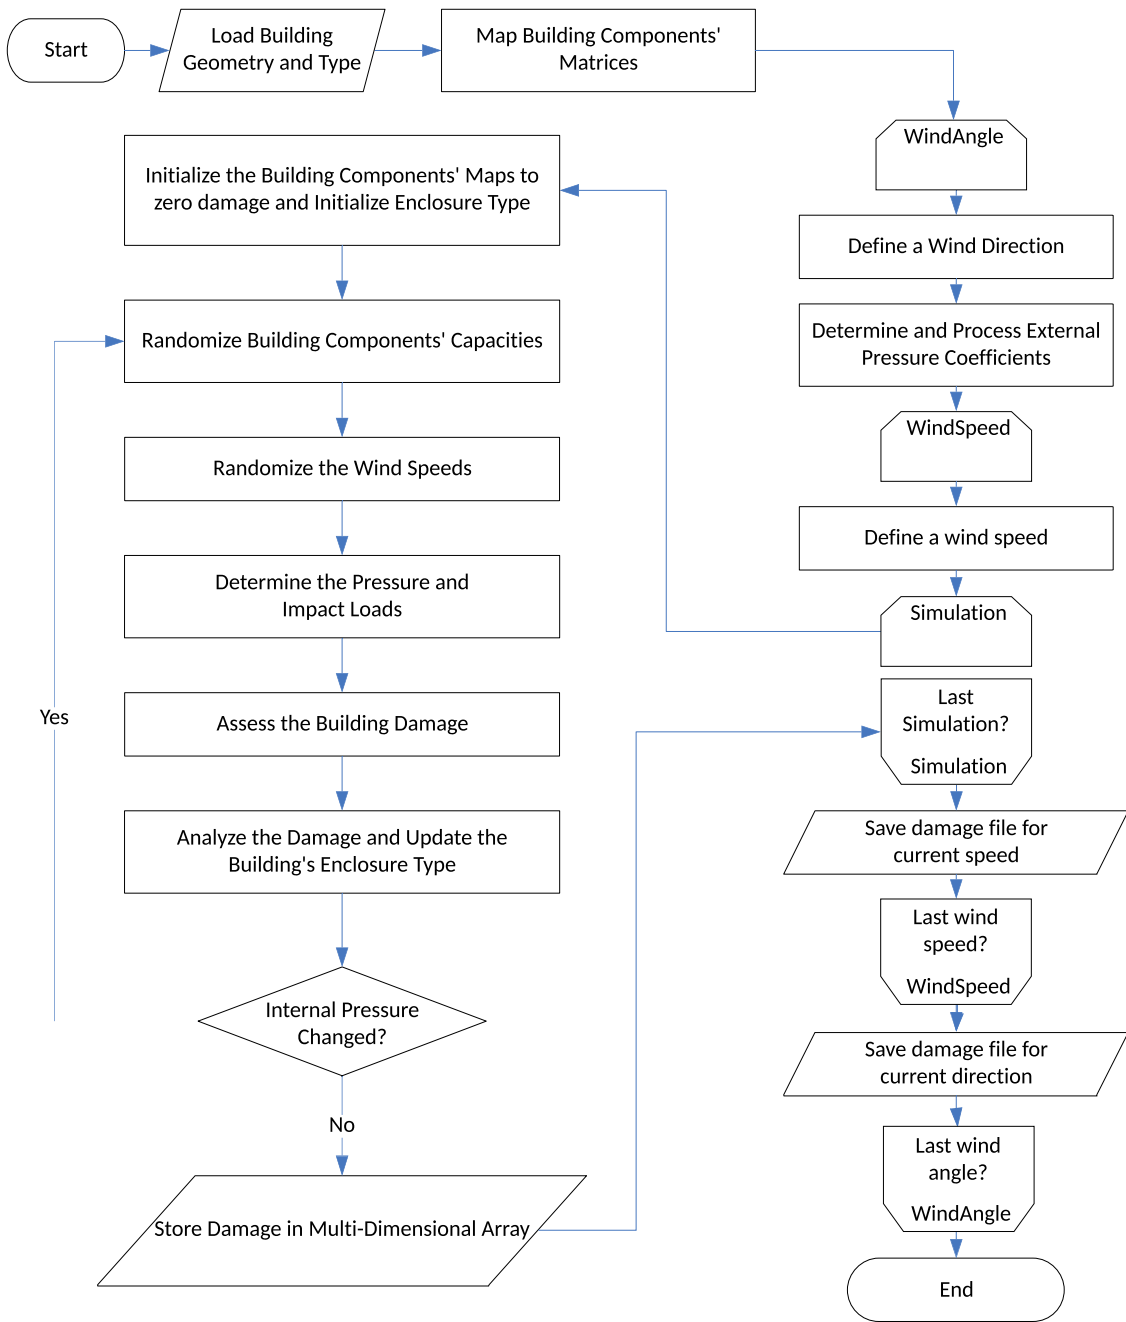 Start
Load Building
Geometry and Type
Map Building Components'
Matrices
WindAngle
Define a Wind Direction
Determine and Process External
Pressure Coefficients
WindSpeed
Define a wind speed
Simulation
Initialize the Building Components' Maps to
zero damage and Initialize Enclosure Type
Randomize Building Components' Capacities
Randomize the Wind Speeds
Determine the Pressure and
Impact Loads
Assess the Building Damage
Analyze the Damage and Update the
Building's Enclosure Type
Internal Pressure
Changed?
Yes
No
Store Damage in Multi-Dimensional Array
Last
Simulation?
Simulation
Save damage file for
current speed
Last wind
speed?
WindSpeed
Save damage file for
current direction
Last wind
angle?
WindAngle
End